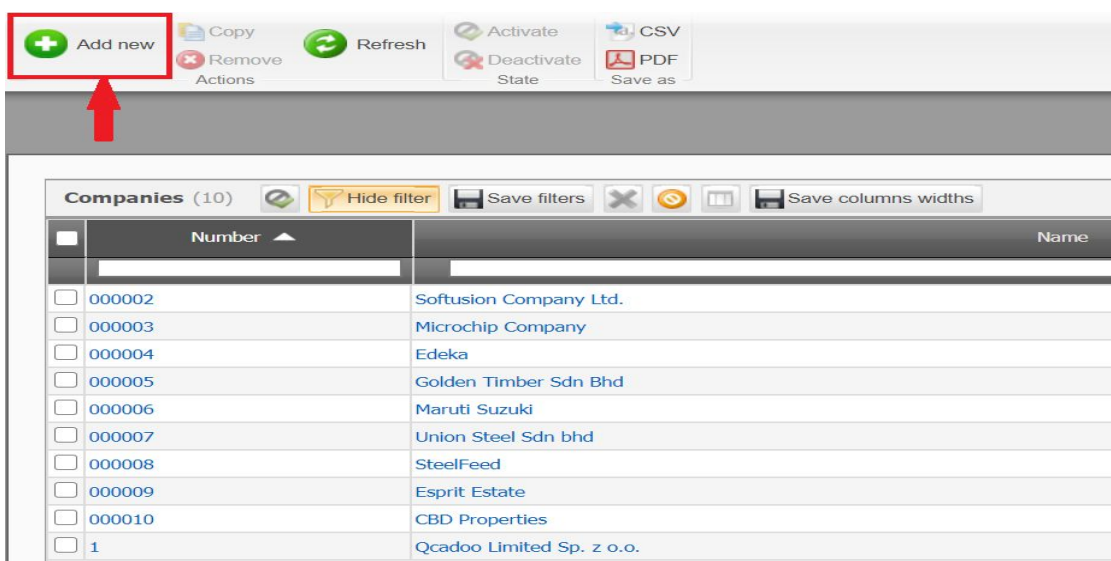 Add new
Copy
Remove
Actions
Refresh
Activate
Deactivate
State
CSV
PDF
Save as
Companies (10) Hide filter Save filters Save columns widths
Number Name
000002 Softusion Company Ltd.
000003 Microchip Company
000004 Edeka
000005 Golden Timber Sdn Bhd
000006 Maruti Suzuki
000007 Union Steel Sdn bhd
000008 SteelFeed
000009 Esprit Estate
000010 CBD Properties
1 Qcadoo Limited Sp. z o.o.